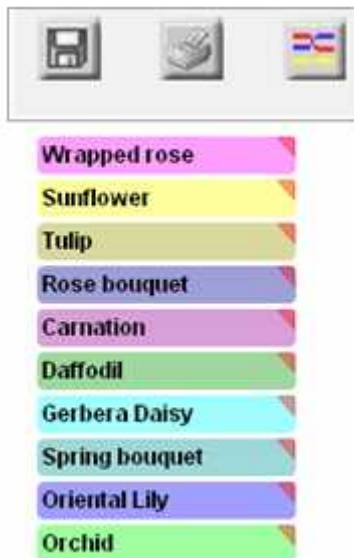 Wrapped rose
Sunflower
Tulip
Rose bouquet
Carnation
Daffodil
Gerbera Daisy
Spring bouquet
Oriental Lily
Orchid